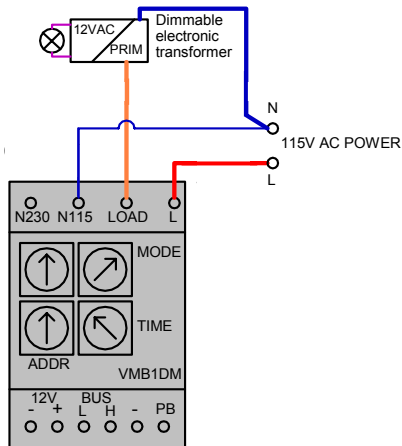 12VAC
PRIM
Dimmable
electronic
transformer
N
115V AC POWER
L
N230 N115 LOAD L
MODE
TIME
ADDR
VMB1DM
12V BUS
- + L H - PB